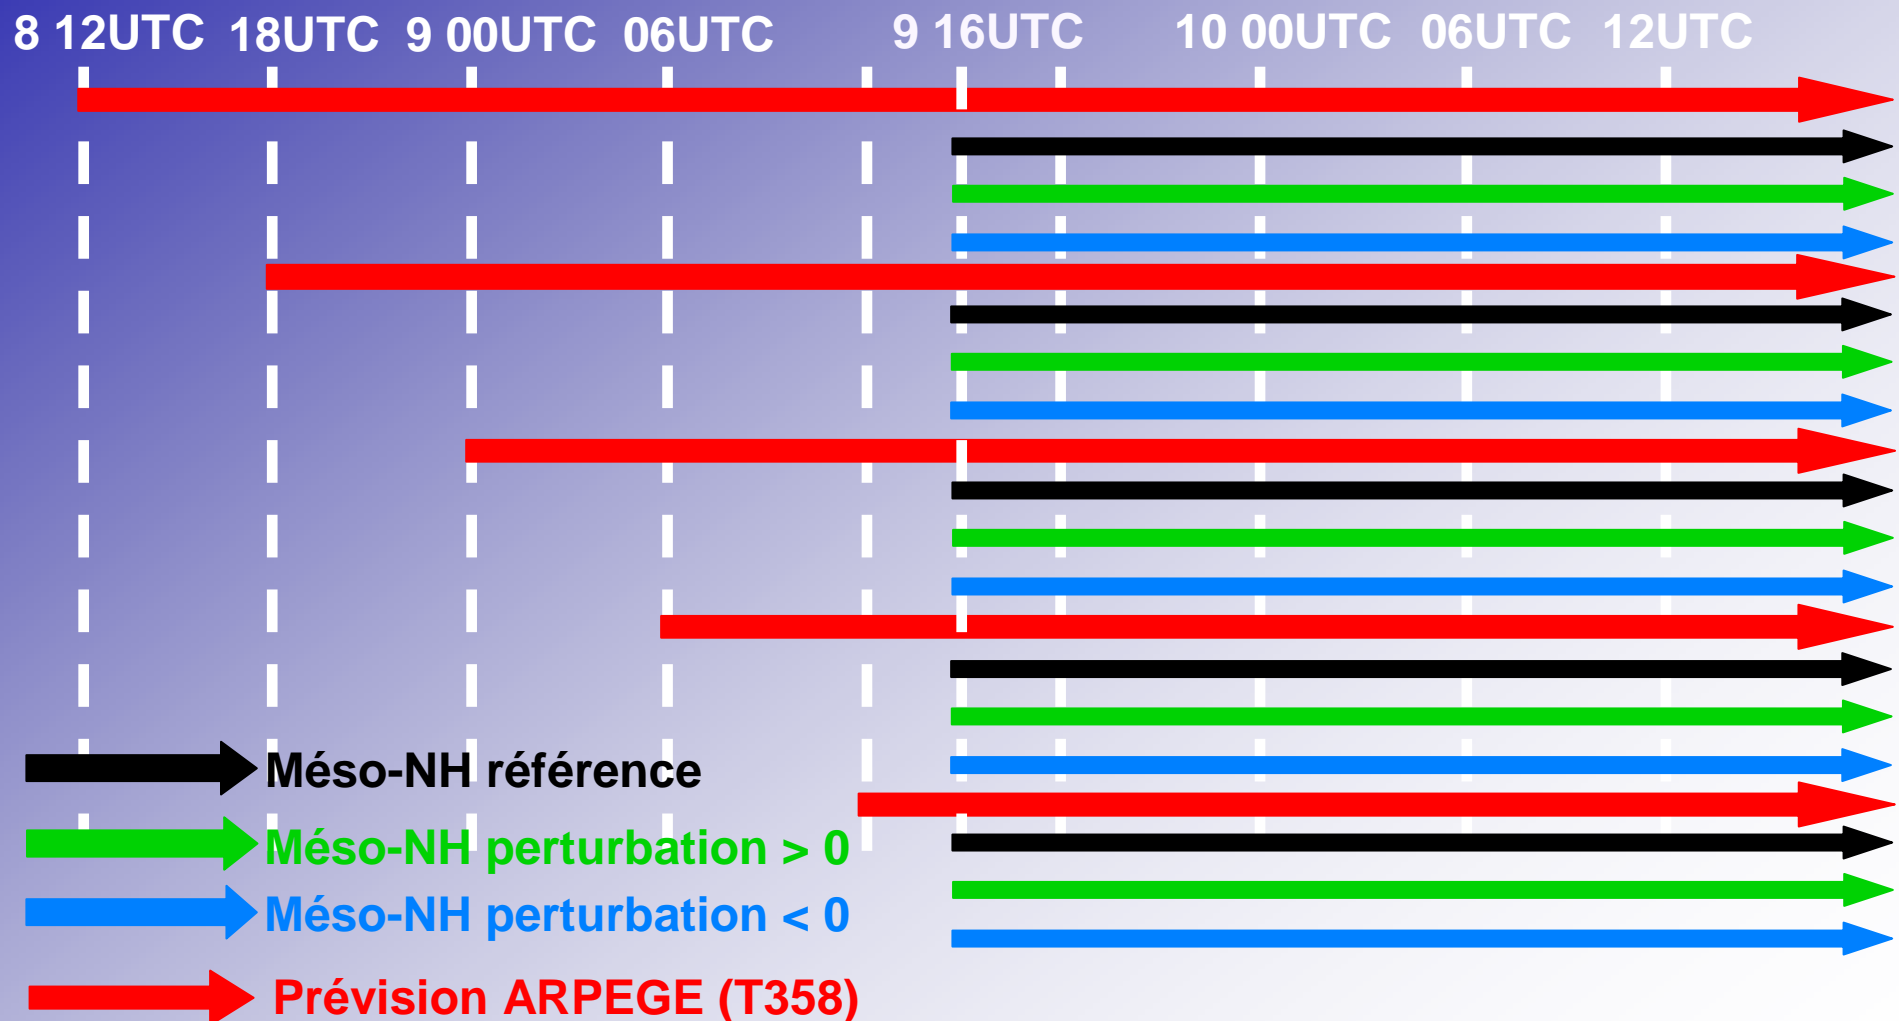 8 12UTC 18UTC 9 00UTC 06UTC 9 16UTC 10 00UTC 06UTC 12UTC
Méso-NH référence
Méso-NH perturbation > 0
Méso-NH perturbation < 0
Prévision ARPEGE (T358)